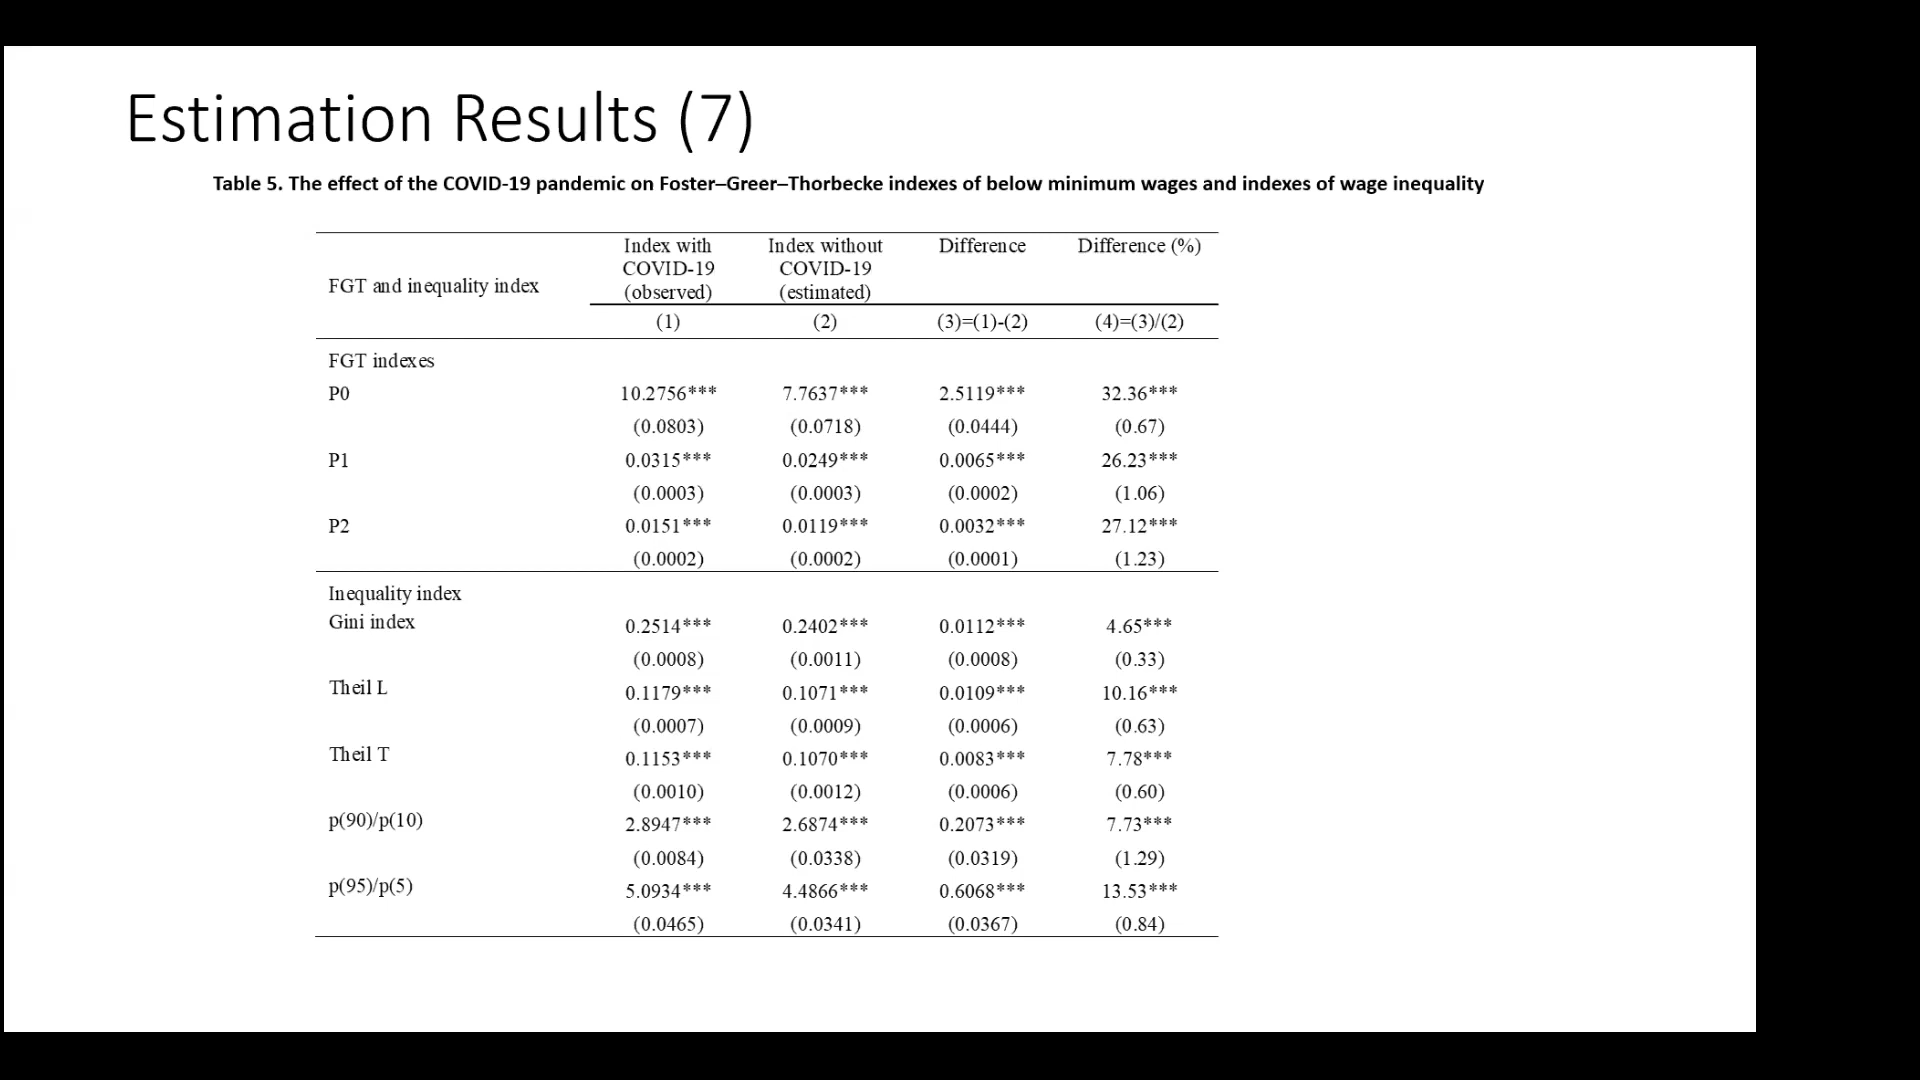 Estimation Results (7)
Table 5. The effect of the COVID-19 pandemic on Foster–Greer–Thorbecke indexes of below minimum wages and indexes of wage inequality
FGT and inequality index
Index with COVID-19 (observed)
Index without COVID-19 (estimated)
Difference
Difference (%)
(1) (2) (3)=(1)-(2) (4)=(3)/(2)
FGT indexes
P0 10.2756*** 7.7637*** 2.5119*** 32.36***
(0.0803) (0.0718) (0.0444) (0.67)
P1 0.0315*** 0.0249*** 0.0065*** 26.23***
(0.0003) (0.0003) (0.0002) (1.06)
P2 0.0151*** 0.0119*** 0.0032*** 27.12***
(0.0002) (0.0002) (0.0001) (1.23)
Inequality index
Gini index 0.2514*** 0.2402*** 0.0112*** 4.65***
(0.0008) (0.0011) (0.0008) (0.33)
Theil L 0.1179*** 0.1071*** 0.0109*** 10.16***
(0.0007) (0.0009) (0.0006) (0.63)
Theil T 0.1153*** 0.1070*** 0.0083*** 7.78***
(0.0010) (0.0012) (0.0006) (0.60)
p(90)/p(10) 2.8947*** 2.6874*** 0.2073*** 7.73***
(0.0084) (0.0338) (0.0319) (1.29)
p(95)/p(5) 5.0934*** 4.4866*** 0.6068*** 13.53***
(0.0465) (0.0341) (0.0367) (0.84)